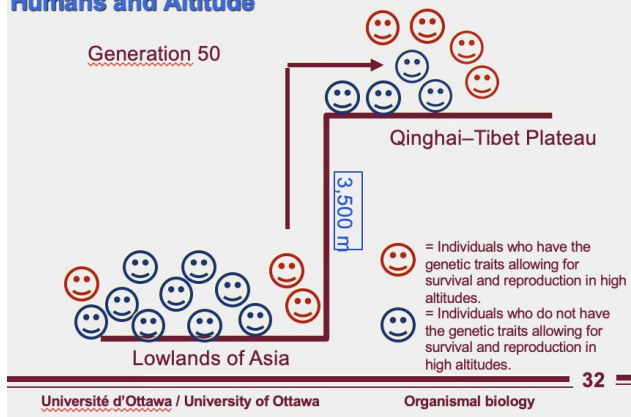 Humans and Altitude
Generation 50
Qinghai–Tibet Plateau
3,500 m
= Individuals who have the
genetic traits allowing for
survival and reproduction in high
altitudes.
= Individuals who do not have
the genetic traits allowing for
survival and reproduction in
high altitudes.
Lowlands of Asia
32
Université d'Ottawa / University of Ottawa
Organismal biology